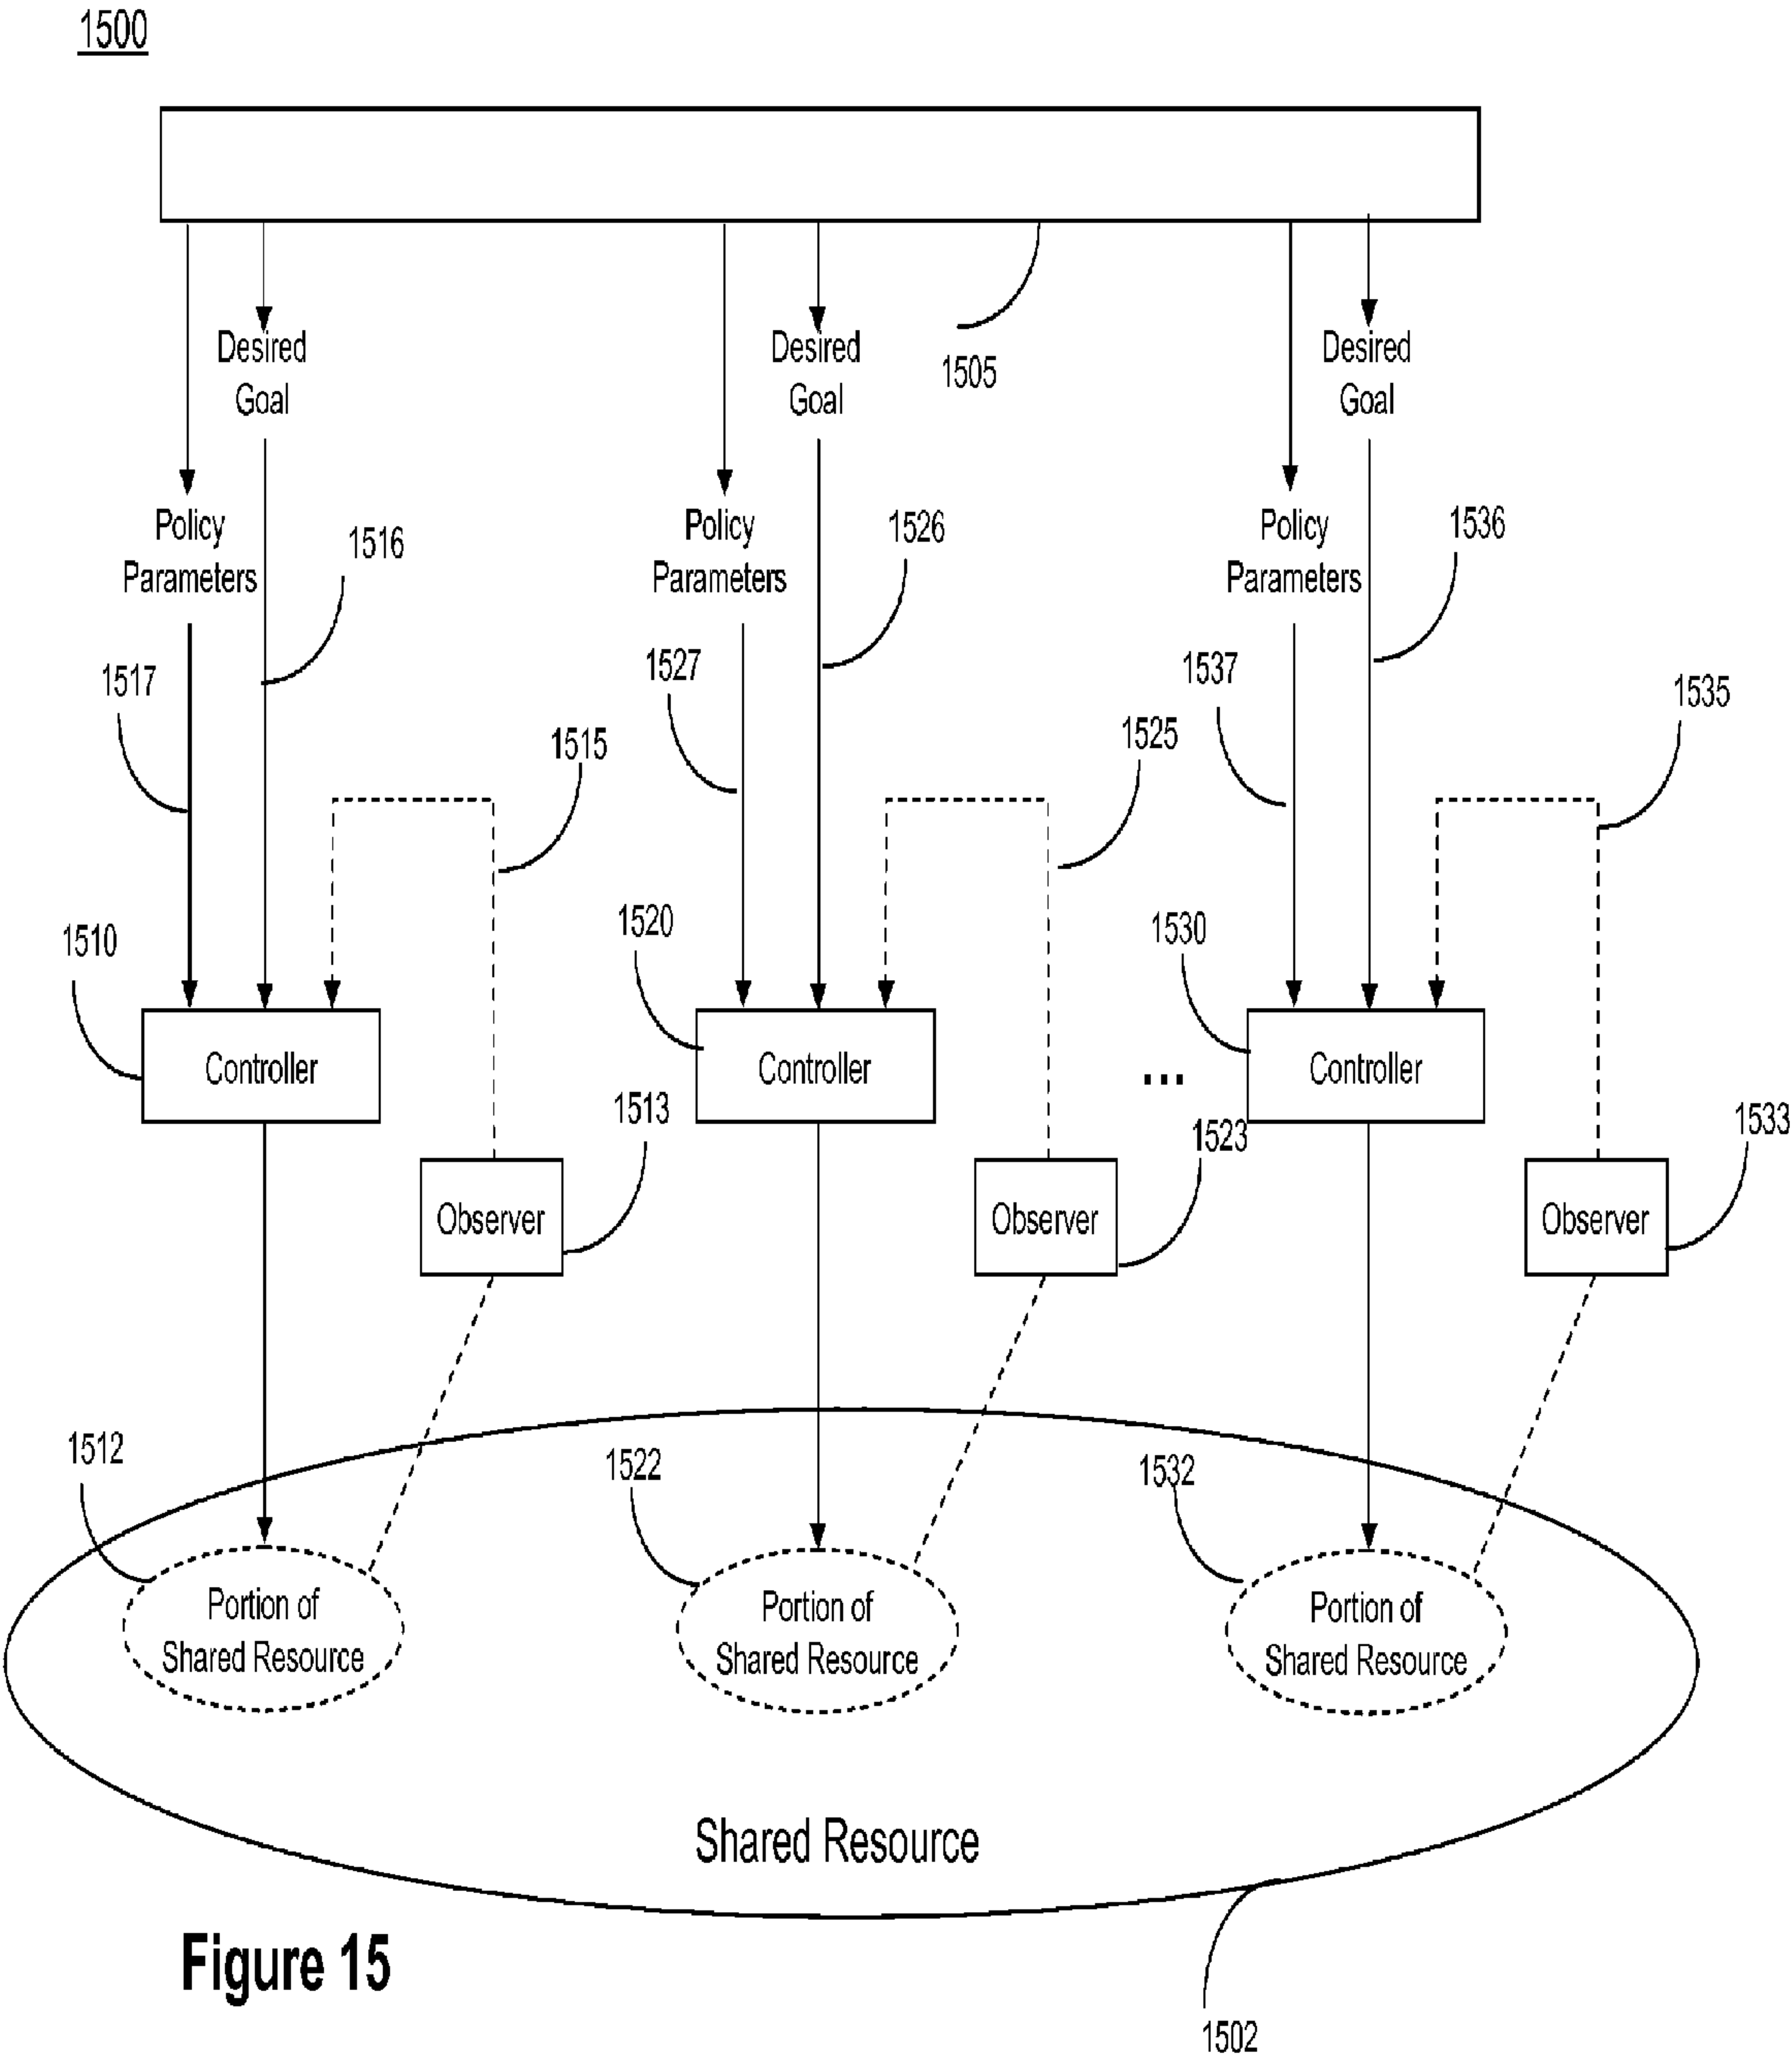 1500
Desired
Goal
Desired
Goal
1505
Desired
Goal
Policy
Parameters
1516
Policy
Parameters
1526
Policy
Parameters
1536
1517
1527
1537
1535
1515
1525
1510
1520
1530
Controller
Controller
...
Controller
1513
1523
1533
Observer
Observer
Observer
1512
1522
1532
Portion of
Shared Resource
Portion of
Shared Resource
Portion of
Shared Resource
Shared Resource
Figure 15
1502